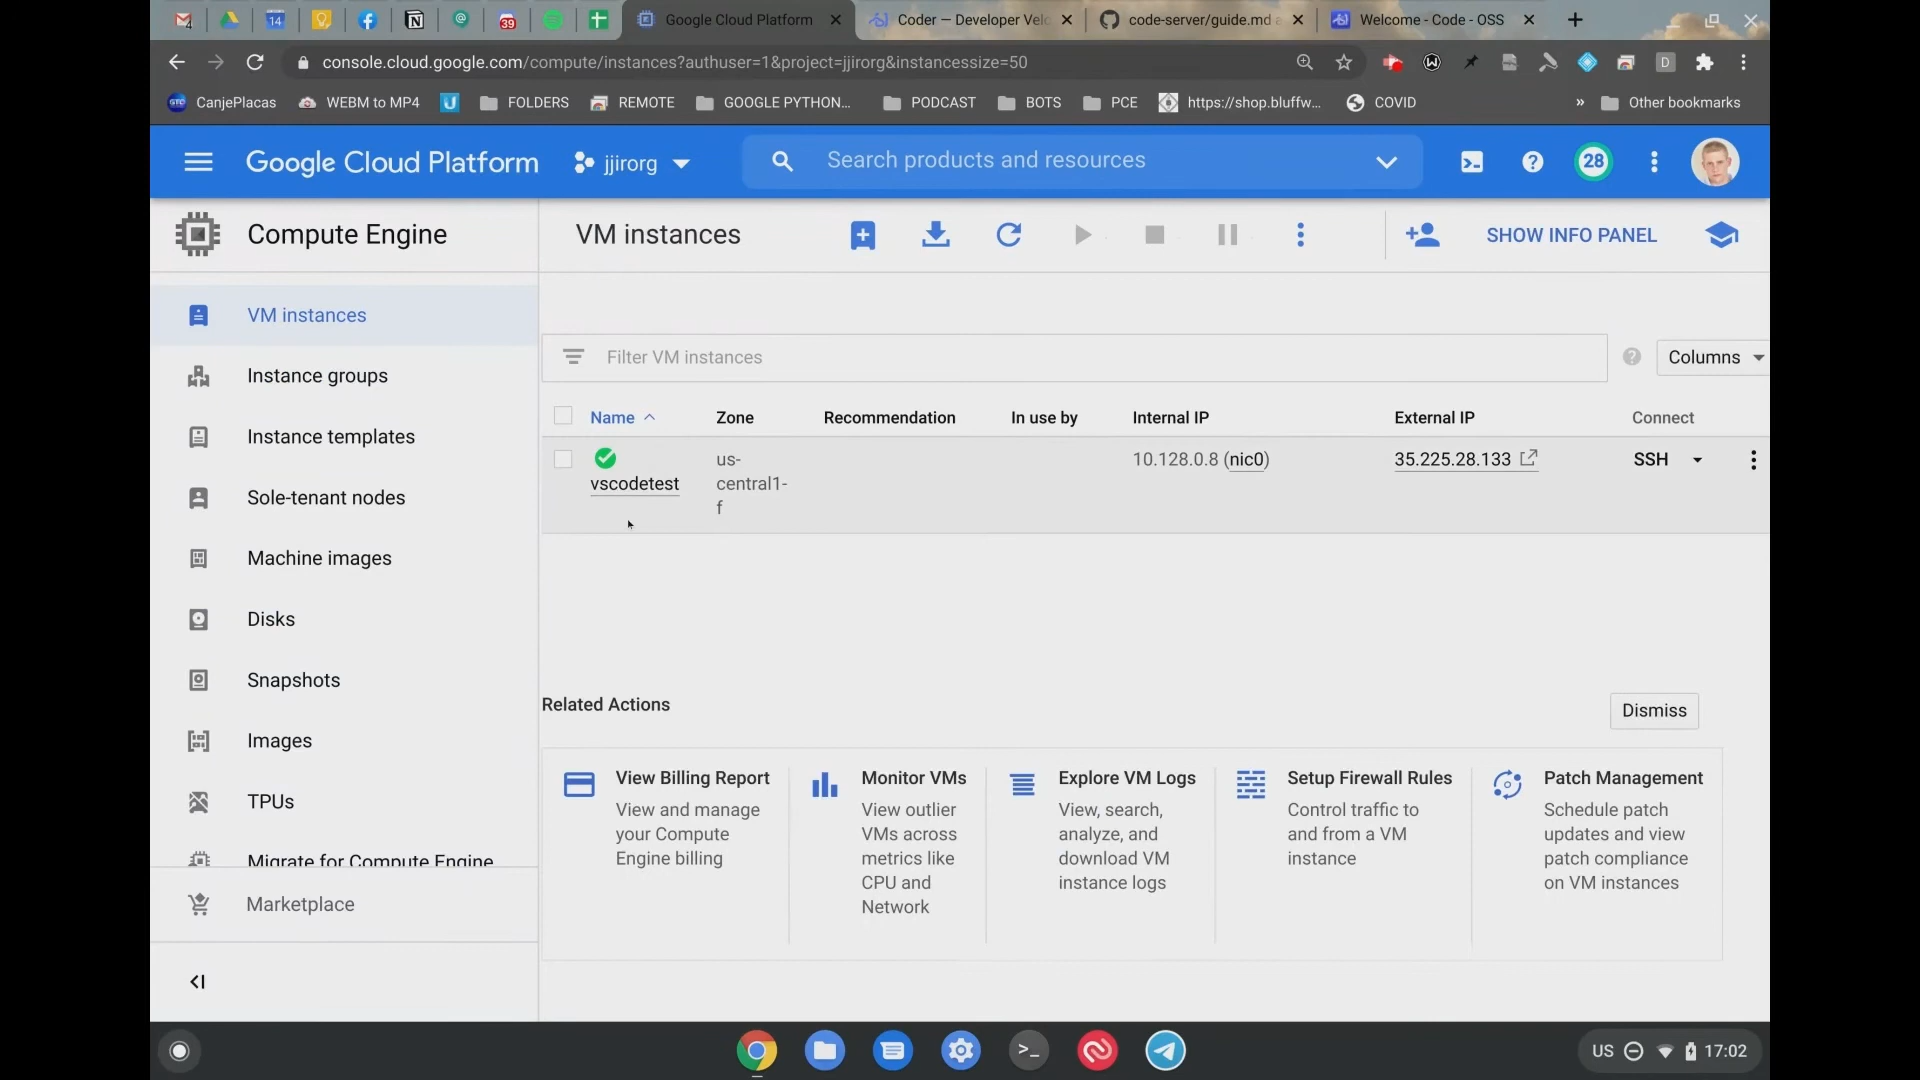 4
14
39
Google Cloud Platform
Coder — Developer Velo
code-server/guide.md a
Welcome - Code - OSS
console.cloud.google.com/compute/instances?authuser=1&project=jjirorg&instancessize=50
D
GTC CanjePlacas
WEBM to MP4
FOLDERS
REMOTE
GOOGLE PYTHON...
PODCAST
BOTS
PCE
https://shop.bluffw...
COVID
»
Other bookmarks
Google Cloud Platform
jjirorg
Search products and resources
28
Compute Engine
VM instances
SHOW INFO PANEL
VM instances
Instance groups
Instance templates
Sole-tenant nodes
Machine images
Disks
Snapshots
Images
TPUs
Migrate for Compute Engine
Marketplace
Filter VM instances
Columns
Name
Zone
Recommendation
In use by
Internal IP
External IP
Connect
vscodetest
us-
central1-
f
10.128.0.8 (nic0)
35.225.28.133
SSH
Related Actions
Dismiss
View Billing Report
View and manage
your Compute
Engine billing
Monitor VMs
View outlier
VMs across
metrics like
CPU and
Network
Explore VM Logs
View, search,
analyze, and
download VM
instance logs
Setup Firewall Rules
Control traffic to
and from a VM
instance
Patch Management
Schedule patch
updates and view
patch compliance
on VM instances
US
17:02